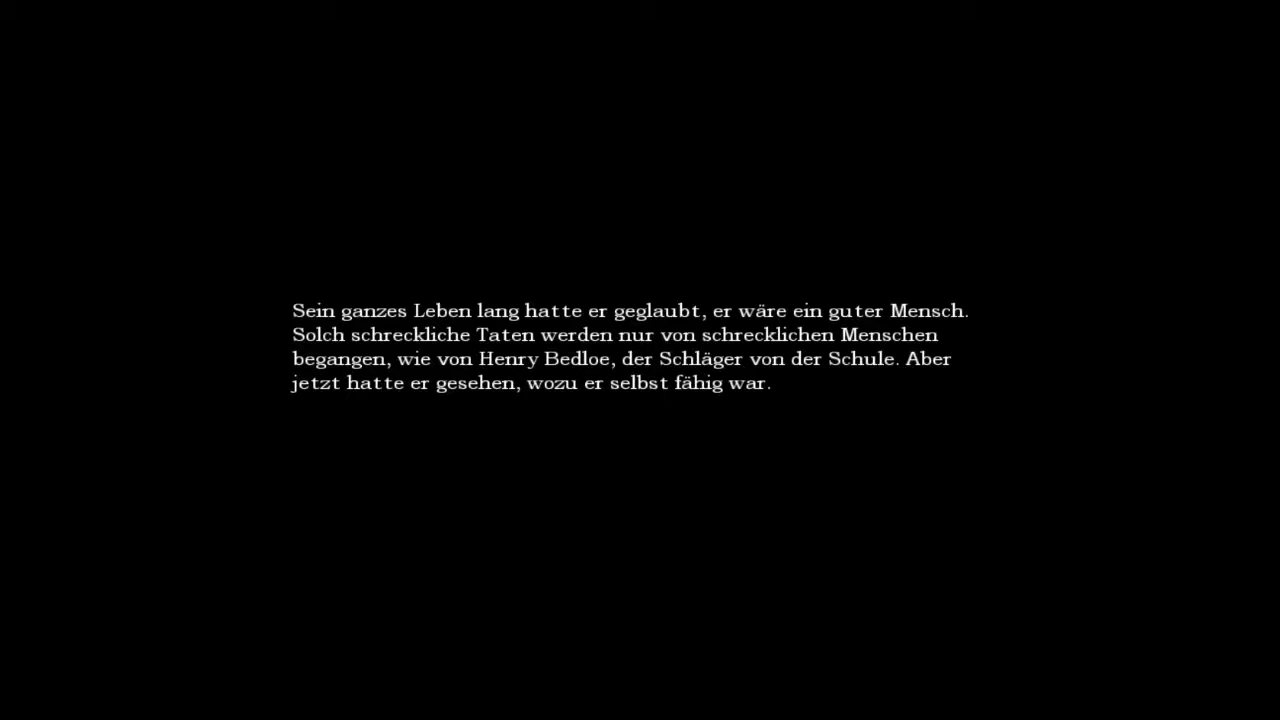 Sein ganzes Leben lang hatte er geglaubt, er wäre ein guter Mensch.
Solch schreckliche Taten werden nur von schrecklichen Menschen
begangen, wie von Henry Bedloe, der Schläger von der Schule. Aber
jetzt hatte er gesehen, wozu er selbst fähig war.